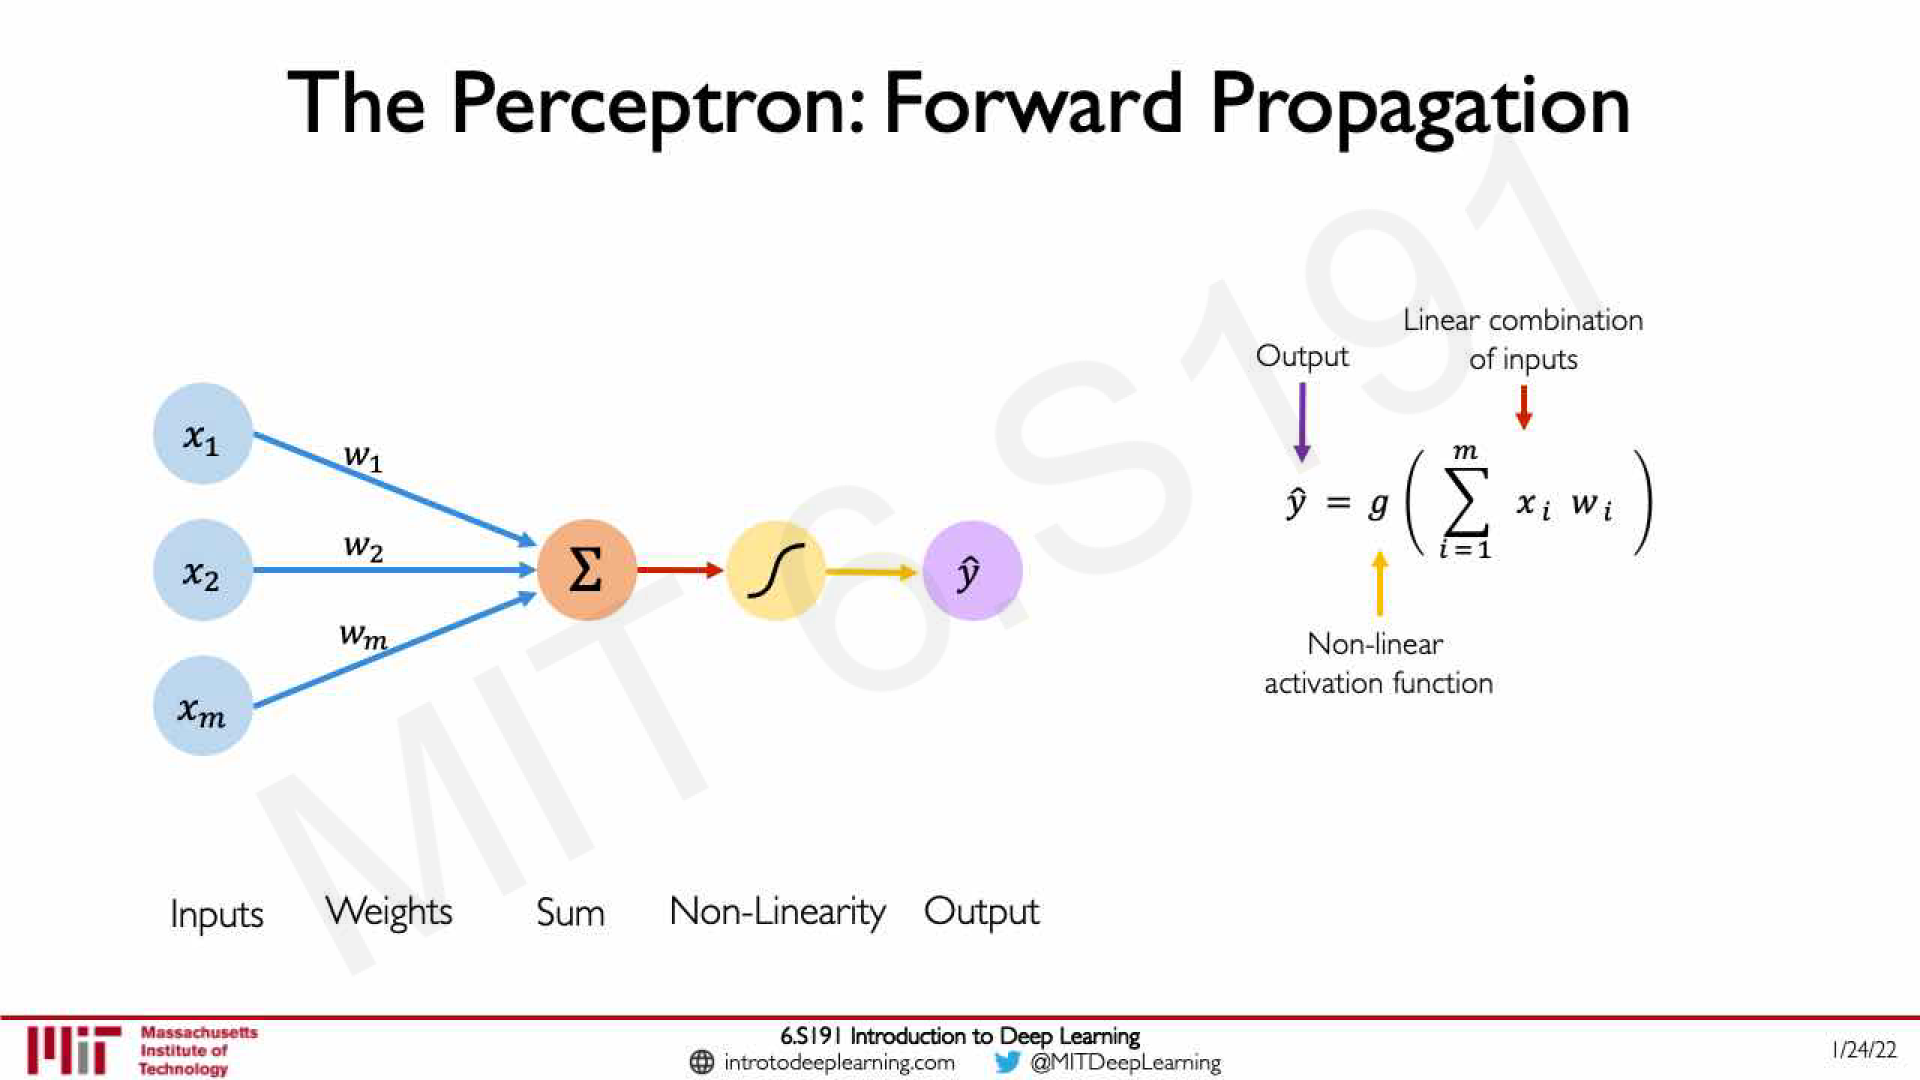 The Perceptron: Forward Propagation
x₁
x₂
xₘ
w₁
w₂
wₘ
Σ
ŷ
Inputs
Weights
Sum
Non-Linearity
Output
Output
Linear combination
of inputs
ŷ = g ( ∑ᵢ₌₁ᵐ xᵢ wᵢ )
Non-linear
activation function
MIT 6.S191
MIT
Massachusetts
Institute of
Technology
6.S191 Introduction to Deep Learning
introtodeeplearning.com @MITDeepLearning
1/24/22